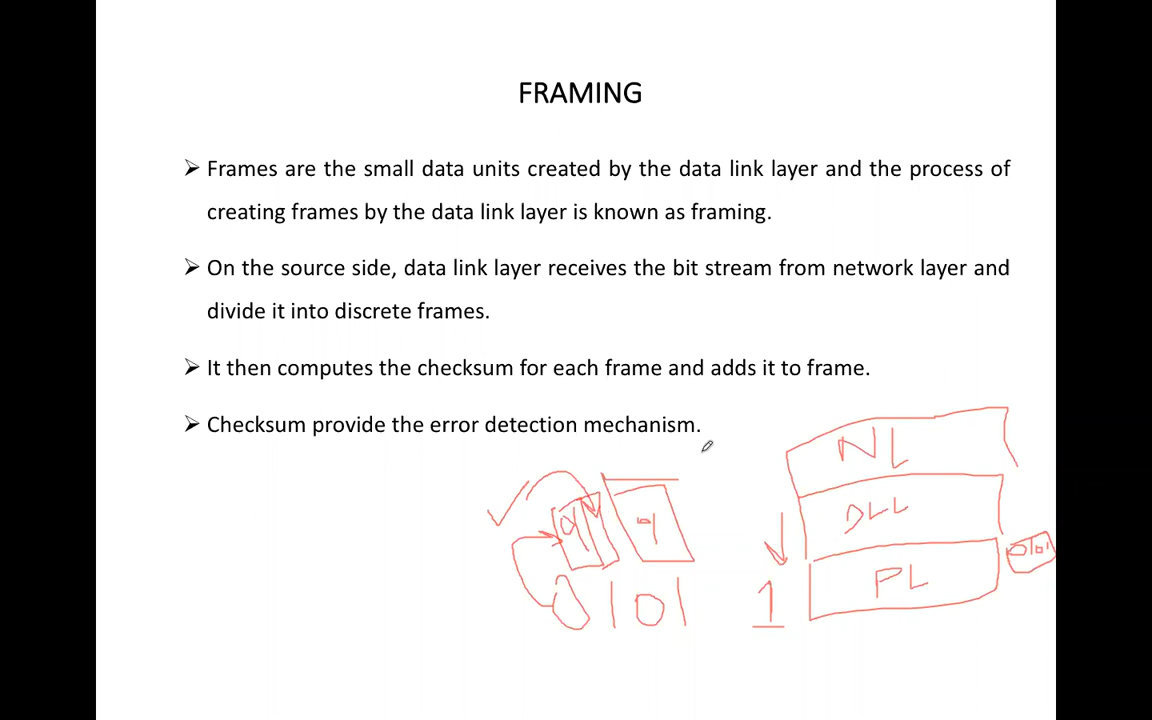 FRAMING
➢ Frames are the small data units created by the data link layer and the process of
creating frames by the data link layer is known as framing.
➢ On the source side, data link layer receives the bit stream from network layer and
divide it into discrete frames.
➢ It then computes the checksum for each frame and adds it to frame.
➢ Checksum provide the error detection mechanism.
NL
DLL
PL
0101
1